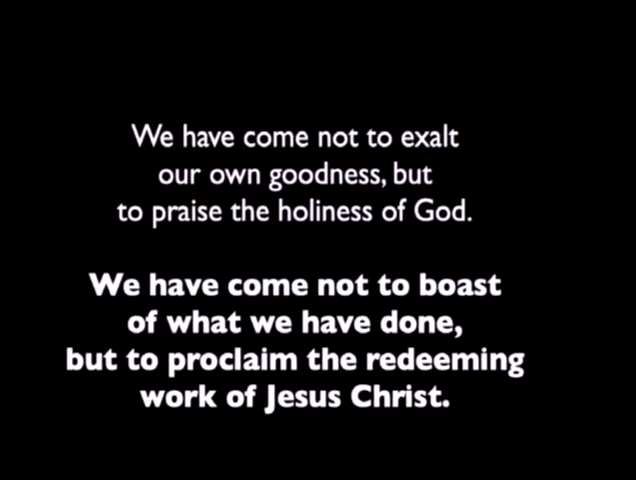 We have come not to exalt
our own goodness, but
to praise the holiness of God.
We have come not to boast
of what we have done,
but to proclaim the redeeming
work of Jesus Christ.